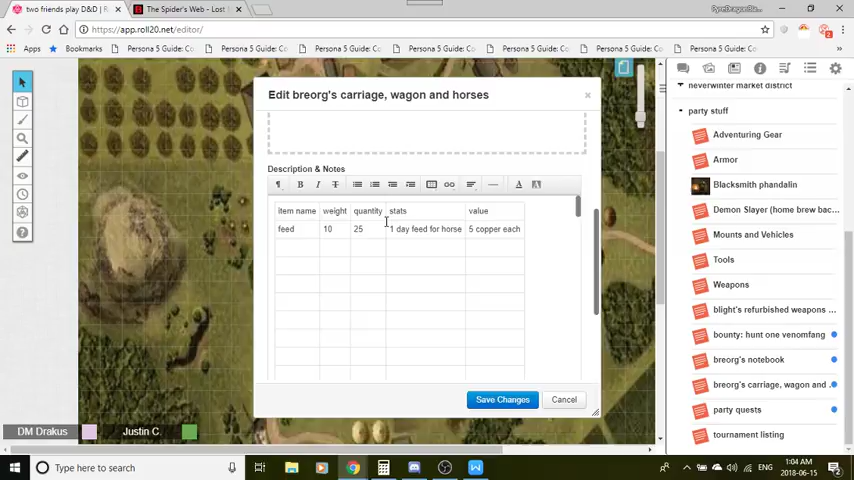 two friends play D&D | R
The Spider's Web - Lost
https://app.roll20.net/editor/
Apps
Bookmarks
Persona 5 Guide: Co
Persona 5 Guide: Co
Persona 5 Guide: Co
Persona 5 Guide: Co
Persona 5 Guide: Co
Persona 5 Guide: Co
Edit breorg's carriage, wagon and horses
Description & Notes
item name weight quantity stats value
feed 10 25 1 day feed for horse 5 copper each
Save Changes
Cancel
neverwinter market district
party stuff
Adventuring Gear
Armor
Blacksmith phandalin
Demon Slayer (home brew bac...
Mounts and Vehicles
Tools
Weapons
blight's refurbished weapons ...
bounty: hunt one venomfang
breorg's notebook
breorg's carriage, wagon and ...
party quests
tournament listing
DM Drakus
Justin C.
Type here to search
ENG
1:04 AM
2018-06-15